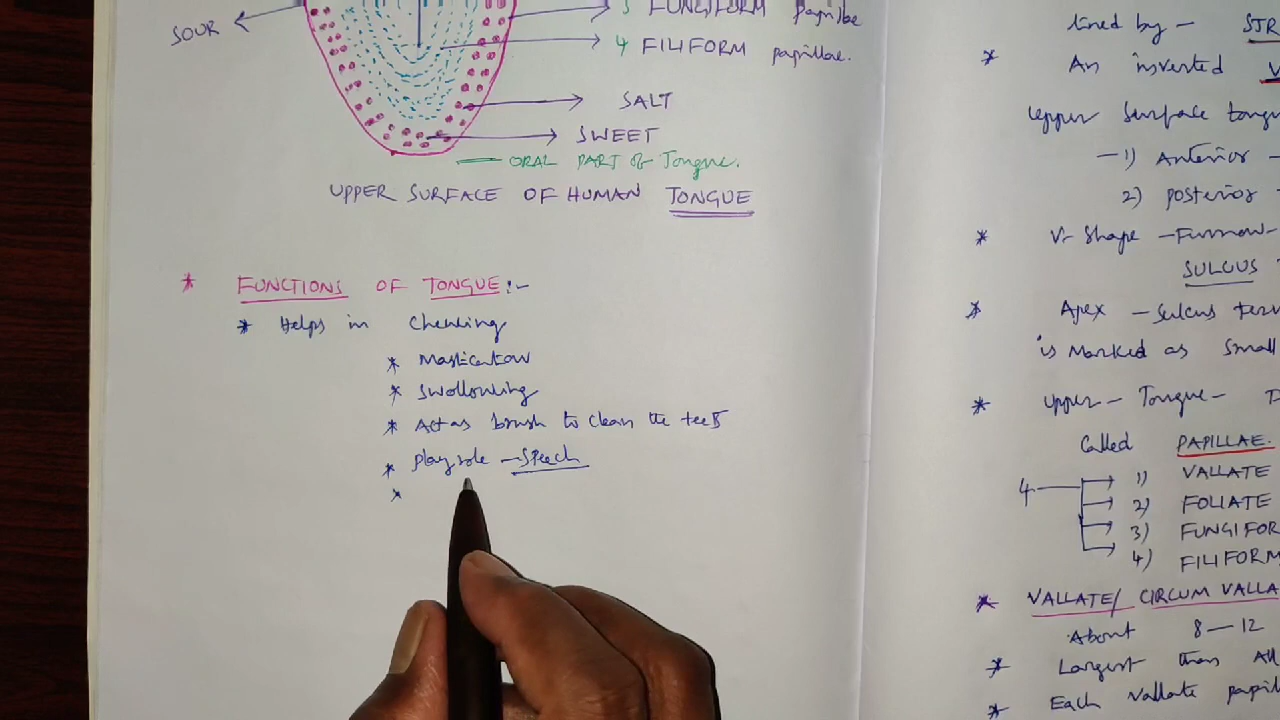 SOUR
3 FUNGIFORM papillae
4 FILIFORM papillae.
SALT
SWEET
ORAL PART of Tongue.
UPPER SURFACE OF HUMAN TONGUE
* FUNCTIONS OF TONGUE:-
* Helps in Chewing
* Mastication
* Swollowing
* Act as brush to clean the teeth
* play role - Speech
*
lined by - STR
* An inverted V
Upper Surface tongu
- 1) Anterior -
2) posterior -
* V- Shape - Furrow -
SULCUS
* Apex - Sulcus term
is Marked as Small
* Upper - Tongue -
Called PAPILLAE.
4 1) VALLATE
2) FOLIATE
3) FUNGIFOR
4) FILIFORM
* VALLATE/ CIRCUM VALLA
About 8-12
* Largest than All
* Each Vallate papil